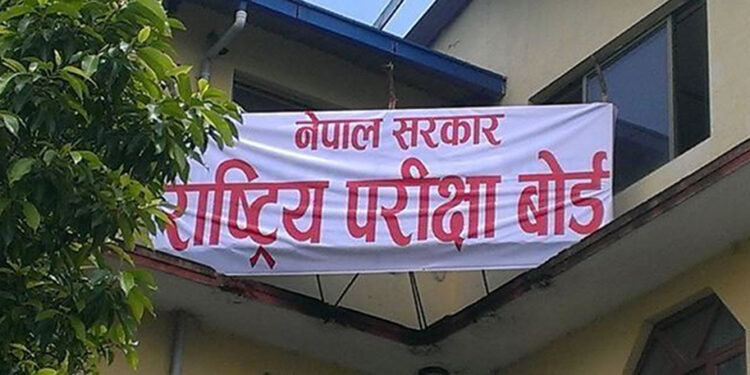 नेपाल सरकार
राष्ट्रिय परीक्षा बोर्ड